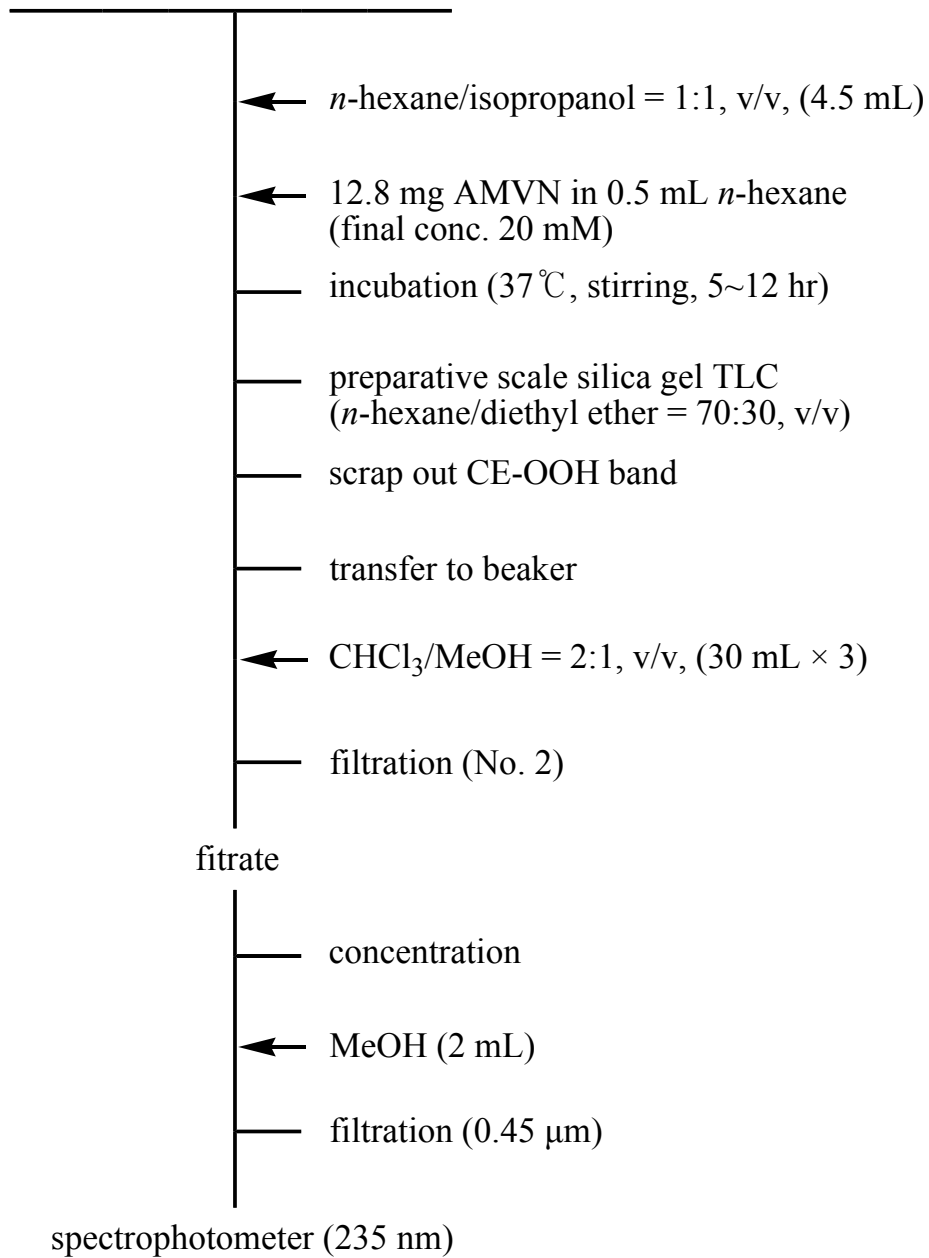 n-hexane/isopropanol = 1:1, v/v, (4.5 mL)
12.8 mg AMVN in 0.5 mL n-hexane
(final conc. 20 mM)
incubation (37℃, stirring, 5~12 hr)
preparative scale silica gel TLC
(n-hexane/diethyl ether = 70:30, v/v)
scrap out CE-OOH band
transfer to beaker
CHCl₃/MeOH = 2:1, v/v, (30 mL × 3)
filtration (No. 2)
fitrate
concentration
MeOH (2 mL)
filtration (0.45 μm)
spectrophotometer (235 nm)